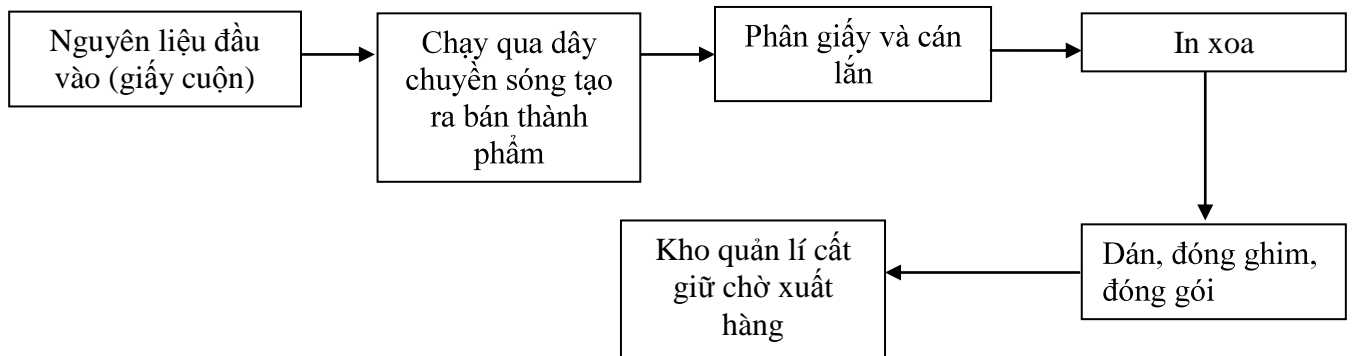 Nguyên liệu đầu
vào (giấy cuộn)
Chạy qua dây
chuyền sóng tạo
ra bán thành
phẩm
Phân giấy và cán
lắn
In xoa
Dán, đóng ghim,
đóng gói
Kho quản lí cất
giữ chờ xuất
hàng